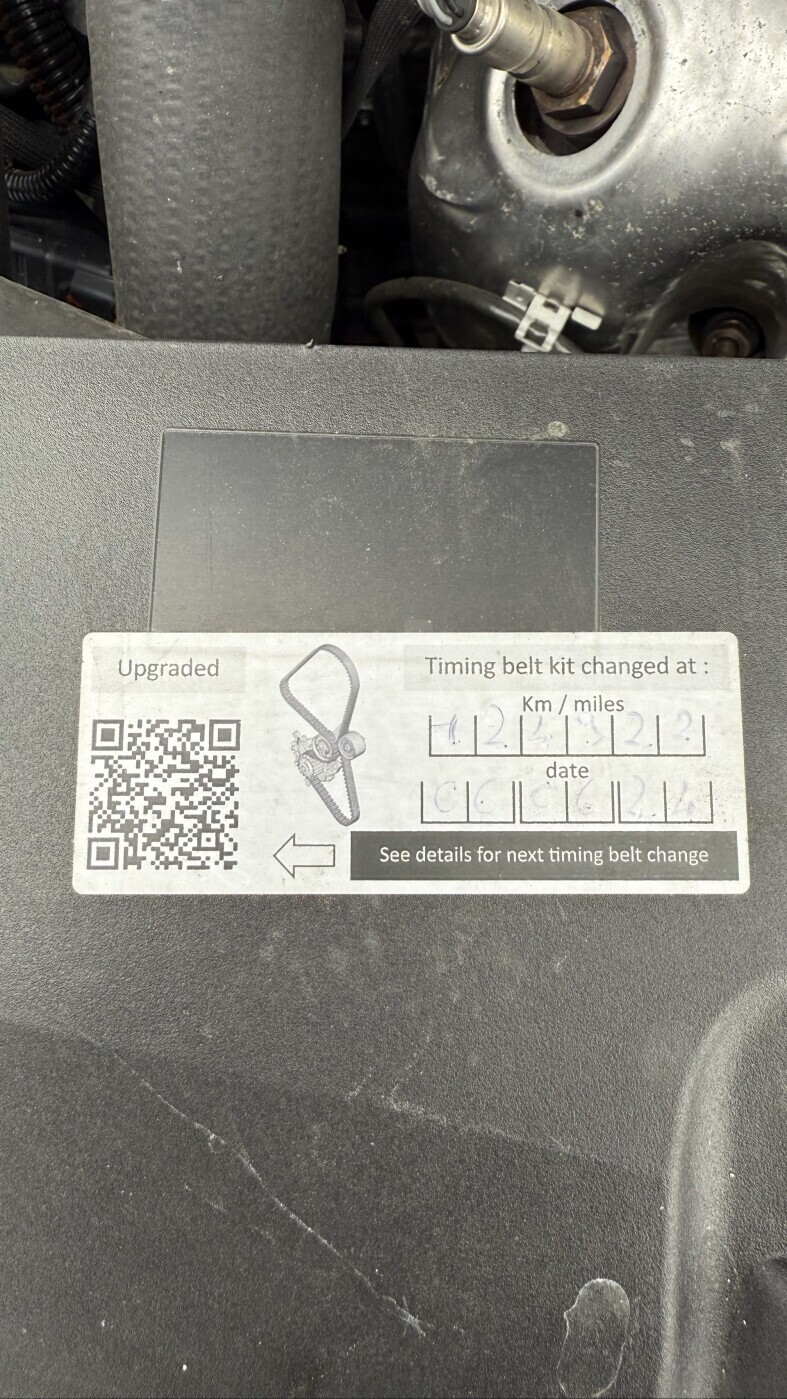 Upgraded
Timing belt kit changed at :
Km / miles
date
See details for next timing belt change